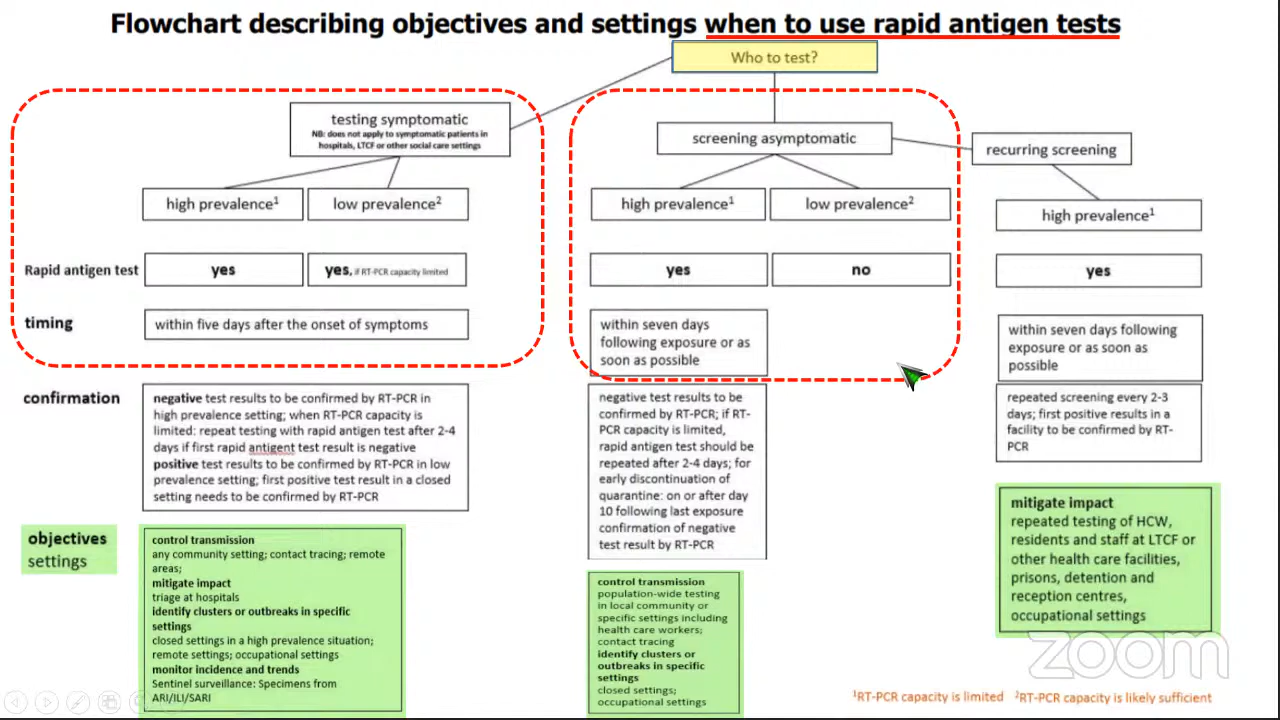 Flowchart describing objectives and settings when to use rapid antigen tests
Who to test?
testing symptomatic
NB: does not apply to symptomatic patients in
hospitals, LTCF or other social care settings
screening asymptomatic
recurring screening
high prevalence¹
low prevalence²
high prevalence¹
low prevalence²
high prevalence¹
Rapid antigen test
yes
yes, if RT-PCR capacity limited
yes
no
yes
timing
within five days after the onset of symptoms
within seven days
following exposure or as
soon as possible
within seven days following
exposure or as soon as
possible
confirmation
negative test results to be confirmed by RT-PCR in
high prevalence setting; when RT-PCR capacity is
limited: repeat testing with rapid antigen test after 2-4
days if first rapid antigent test result is negative
positive test results to be confirmed by RT-PCR in low
prevalence setting; first positive test result in a closed
setting needs to be confirmed by RT-PCR
negative test results to be
confirmed by RT-PCR; if RT-
PCR capacity is limited,
rapid antigen test should be
repeated after 2-4 days; for
early discontinuation of
quarantine: on or after day
10 following last exposure
confirmation of negative
test result by RT-PCR
repeated screening every 2-3
days; first positive results in a
facility to be confirmed by RT-
PCR
objectives
settings
control transmission
any community setting; contact tracing; remote
areas;
mitigate impact
triage at hospitals
identify clusters or outbreaks in specific
settings
closed settings in a high prevalence situation;
remote settings; occupational settings
monitor incidence and trends
Sentinel surveillance: Specimens from
ARI/ILI/SARI
control transmission
population-wide testing
in local community or
specific settings including
health care workers;
contact tracing
identify clusters or
outbreaks in specific
settings
closed settings;
occupational settings
mitigate impact
repeated testing of HCW,
residents and staff at LTCF or
other health care facilities,
prisons, detention and
reception centres,
occupational settings
zoom
¹RT-PCR capacity is limited ²RT-PCR capacity is likely sufficient